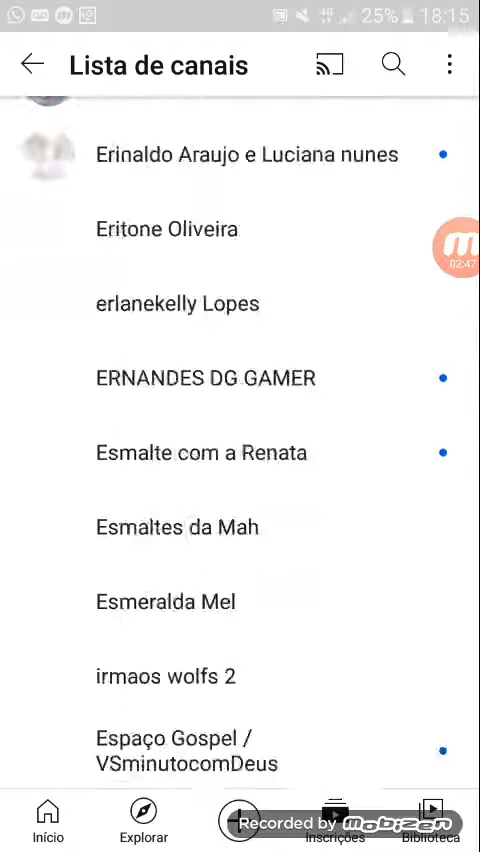 25% 18:15
Lista de canais
Erinaldo Araujo e Luciana nunes
Eritone Oliveira
02:47
erlanekelly Lopes
ERNANDES DG GAMER
Esmalte com a Renata
Esmaltes da Mah
Esmeralda Mel
irmaos wolfs 2
Espaço Gospel /
VSminutocomDeus
Recorded by mobizen
Início
Explorar
Inscrições
Biblioteca